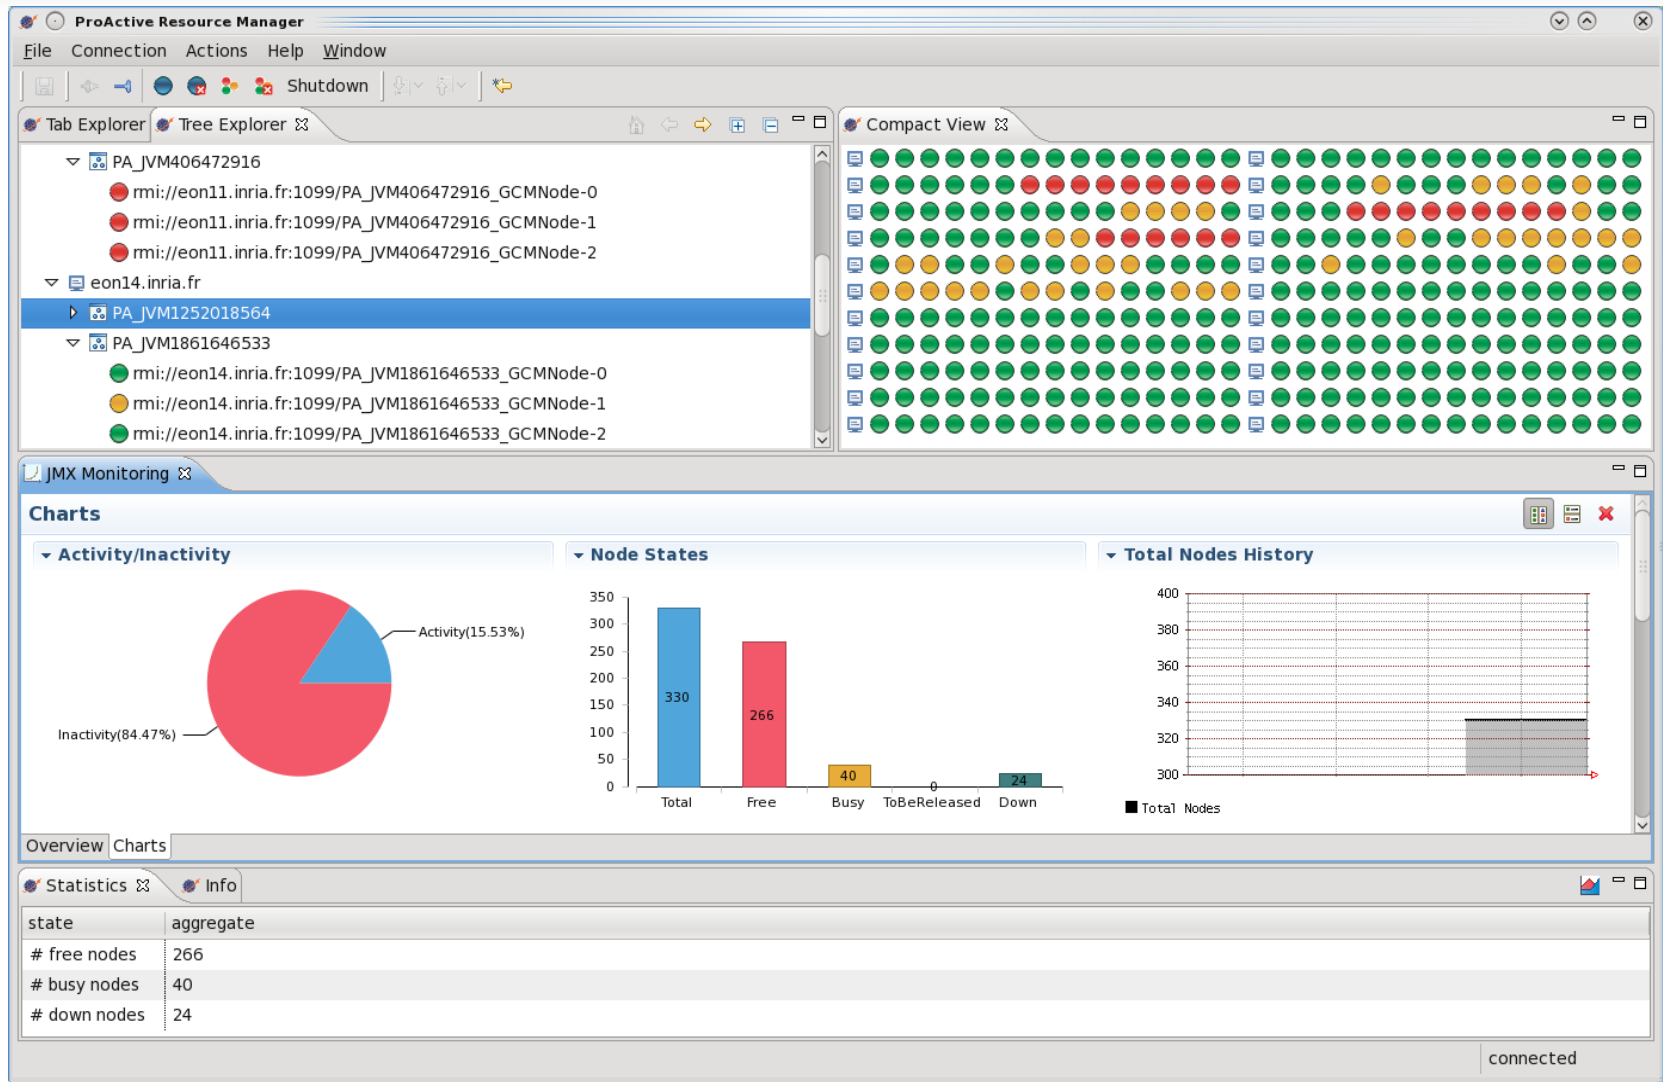 ProActive Resource Manager
File Connection Actions Help Window
Shutdown
Tab Explorer Tree Explorer
PA_JVM406472916
rmi://eon11.inria.fr:1099/PA_JVM406472916_GCMNode-0
rmi://eon11.inria.fr:1099/PA_JVM406472916_GCMNode-1
rmi://eon11.inria.fr:1099/PA_JVM406472916_GCMNode-2
eon14.inria.fr
PA_JVM1252018564
PA_JVM1861646533
rmi://eon14.inria.fr:1099/PA_JVM1861646533_GCMNode-0
rmi://eon14.inria.fr:1099/PA_JVM1861646533_GCMNode-1
rmi://eon14.inria.fr:1099/PA_JVM1861646533_GCMNode-2
Compact View
JMX Monitoring
Charts
Activity/Inactivity
Activity(15.53%)
Inactivity(84.47%)
Node States
350
300
250
200
150
100
50
0
330
266
40
0
24
Total Free Busy ToBeReleased Down
Total Nodes History
400
380
360
340
320
300
Total Nodes
Overview Charts
Statistics Info
state aggregate
# free nodes 266
# busy nodes 40
# down nodes 24
connected